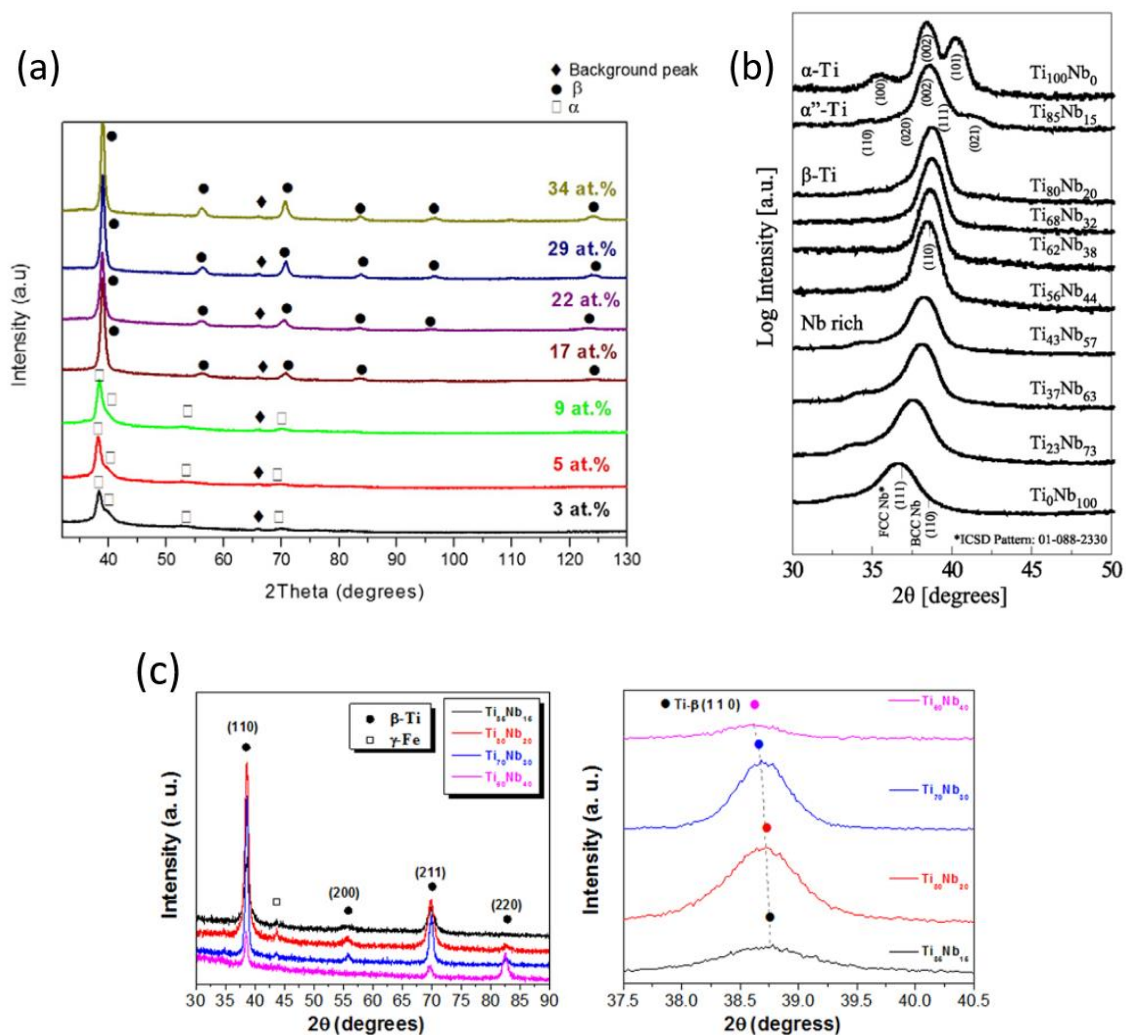 (a)
♦ Background peak
● β
□ α
34 at.%
29 at.%
22 at.%
17 at.%
9 at.%
5 at.%
3 at.%
Intensity (a.u)
40 50 60 70 80 90 100 110 120 130
2Theta (degrees)
(b)
α-Ti
(100)
(002)
(101)
Ti100Nb0
α”-Ti
(110)
(020)
(002)
(111)
(021)
Ti85Nb15
β-Ti
Ti80Nb20
Ti68Nb32
Ti62Nb38
(110)
Ti56Nb44
Nb rich
Ti43Nb57
Ti37Nb63
Ti23Nb73
Ti0Nb100
FCC Nb*
(111)
BCC Nb
(110)
*ICSD Pattern: 01-088-2330
Log Intensity [a.u.]
30 35 40 45 50
2θ [degrees]
(c)
(110)
● β-Ti
□ γ-Fe
Ti80Nb20
Ti60Nb40
(200)
(211)
(220)
Intensity (a. u.)
30 35 40 45 50 55 60 65 70 75 80 85 90
2θ (degrees)
● Ti-β (1 1 0)
Ti60Nb40
Intensity (a. u.)
37.5 38.0 38.5 39.0 39.5 40.0 40.5
2θ (degress)